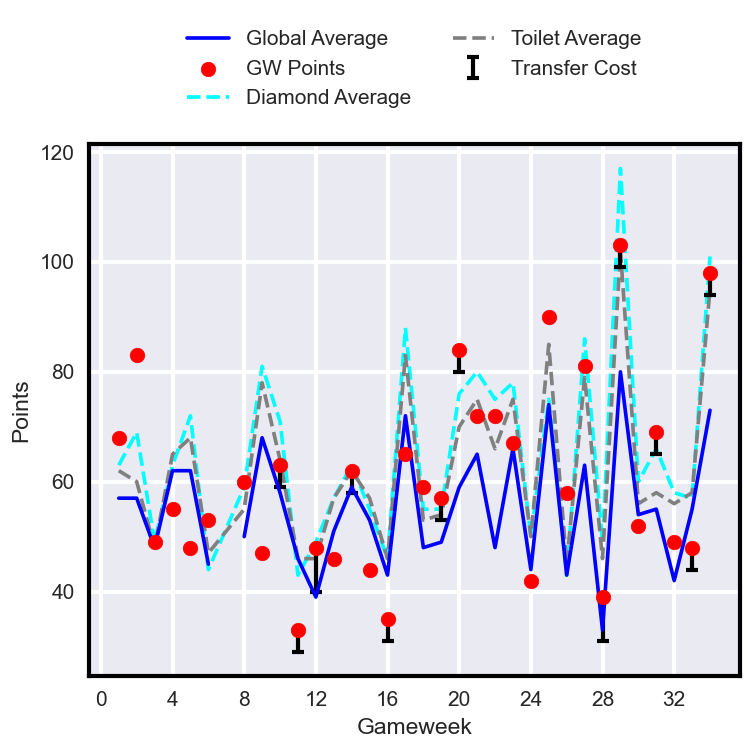 Global Average
GW Points
Diamond Average
Toilet Average
Transfer Cost
120
100
80
60
40
Points
0 4 8 12 16 20 24 28 32
Gameweek